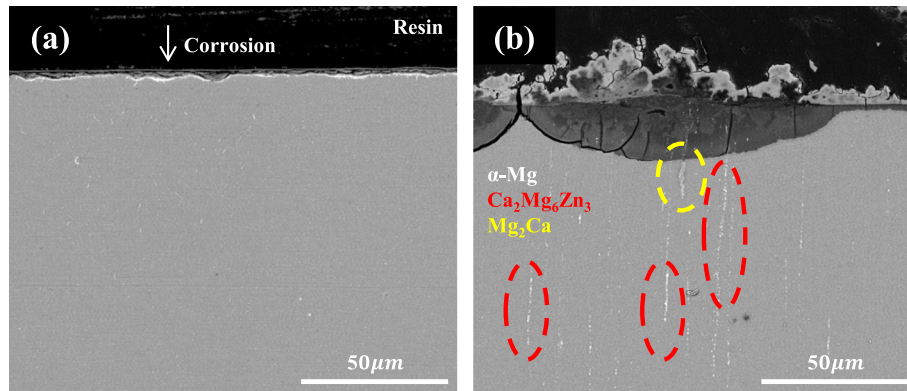 (a)
Corrosion
Resin
50μm
(b)
α-Mg
Ca₂Mg₆Zn₃
Mg₂Ca
50μm